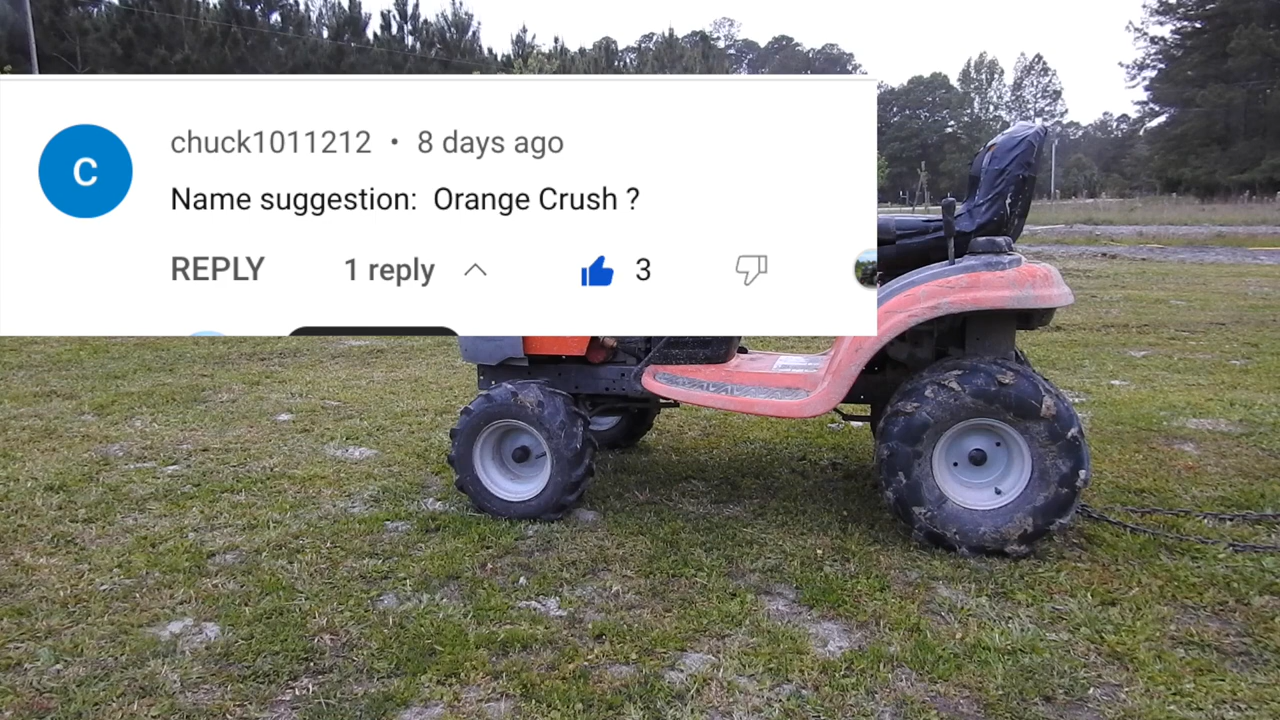 C
chuck1011212 • 8 days ago
Name suggestion: Orange Crush ?
REPLY 1 reply 3